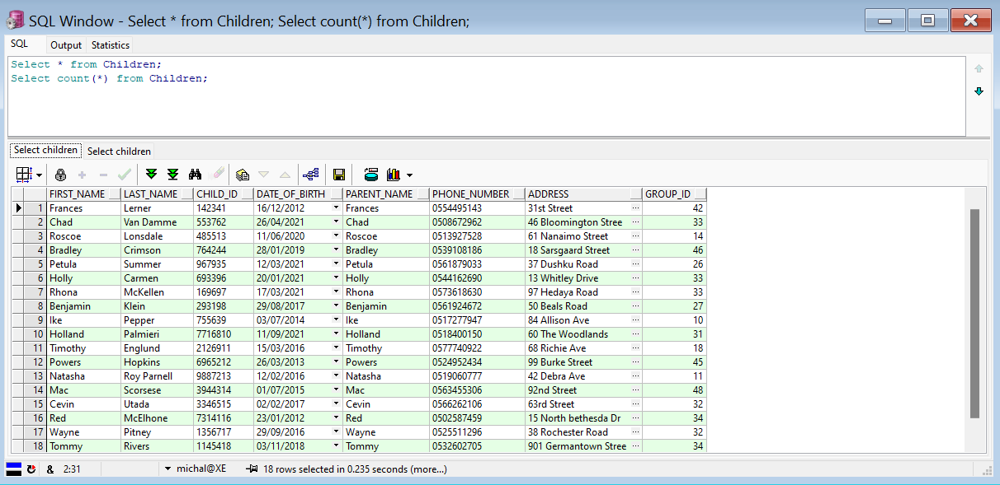 SQL Window - Select * from Children; Select count(*) from Children;
SQL Output Statistics
Select * from Children;
Select count(*) from Children;
Select children Select children
FIRST_NAME LAST_NAME CHILD_ID DATE_OF_BIRTH PARENT_NAME PHONE_NUMBER ADDRESS GROUP_ID
1 Frances Lerner 142341 16/12/2012 Frances 0554495143 31st Street ... 42
2 Chad Van Damme 553762 26/04/2021 Chad 0508672962 46 Bloomington Stree ... 33
3 Roscoe Lonsdale 485513 11/06/2020 Roscoe 0513927528 61 Nanaimo Street ... 14
4 Bradley Crimson 764244 28/01/2019 Bradley 0539108186 18 Sarsgaard Street ... 46
5 Petula Summer 967935 12/03/2021 Petula 0561879033 37 Dushku Road ... 26
6 Holly Carmen 693396 20/01/2021 Holly 0544162690 13 Whitley Drive ... 33
7 Rhona McKellen 169697 17/03/2021 Rhona 0573618630 97 Hedaya Road ... 33
8 Benjamin Klein 293198 29/08/2017 Benjamin 0561924672 50 Beals Road ... 27
9 Ike Pepper 755639 03/07/2014 Ike 0517277947 84 Allison Ave ... 10
10 Holland Palmieri 7716810 11/09/2021 Holland 0518400150 60 The Woodlands ... 31
11 Timothy Englund 2126911 15/03/2016 Timothy 0577740922 68 Richie Ave ... 18
12 Powers Hopkins 6965212 26/03/2013 Powers 0524952434 99 Burke Street ... 45
13 Natasha Roy Parnell 9887213 12/02/2016 Natasha 0519060777 42 Debra Ave ... 11
14 Mac Scorsese 3944314 01/07/2015 Mac 0563455306 92nd Street ... 48
15 Cevin Utada 3346515 02/02/2017 Cevin 0566262106 63rd Street ... 32
16 Red McElhone 7314116 23/01/2012 Red 0502587459 15 North bethesda Dr ... 34
17 Wayne Pitney 1356717 29/09/2016 Wayne 0525511296 38 Rochester Road ... 32
18 Tommy Rivers 1145418 03/11/2018 Tommy 0532602705 901 Germantown Stree ... 34
& 2:31 michal@XE 18 rows selected in 0.235 seconds (more...)